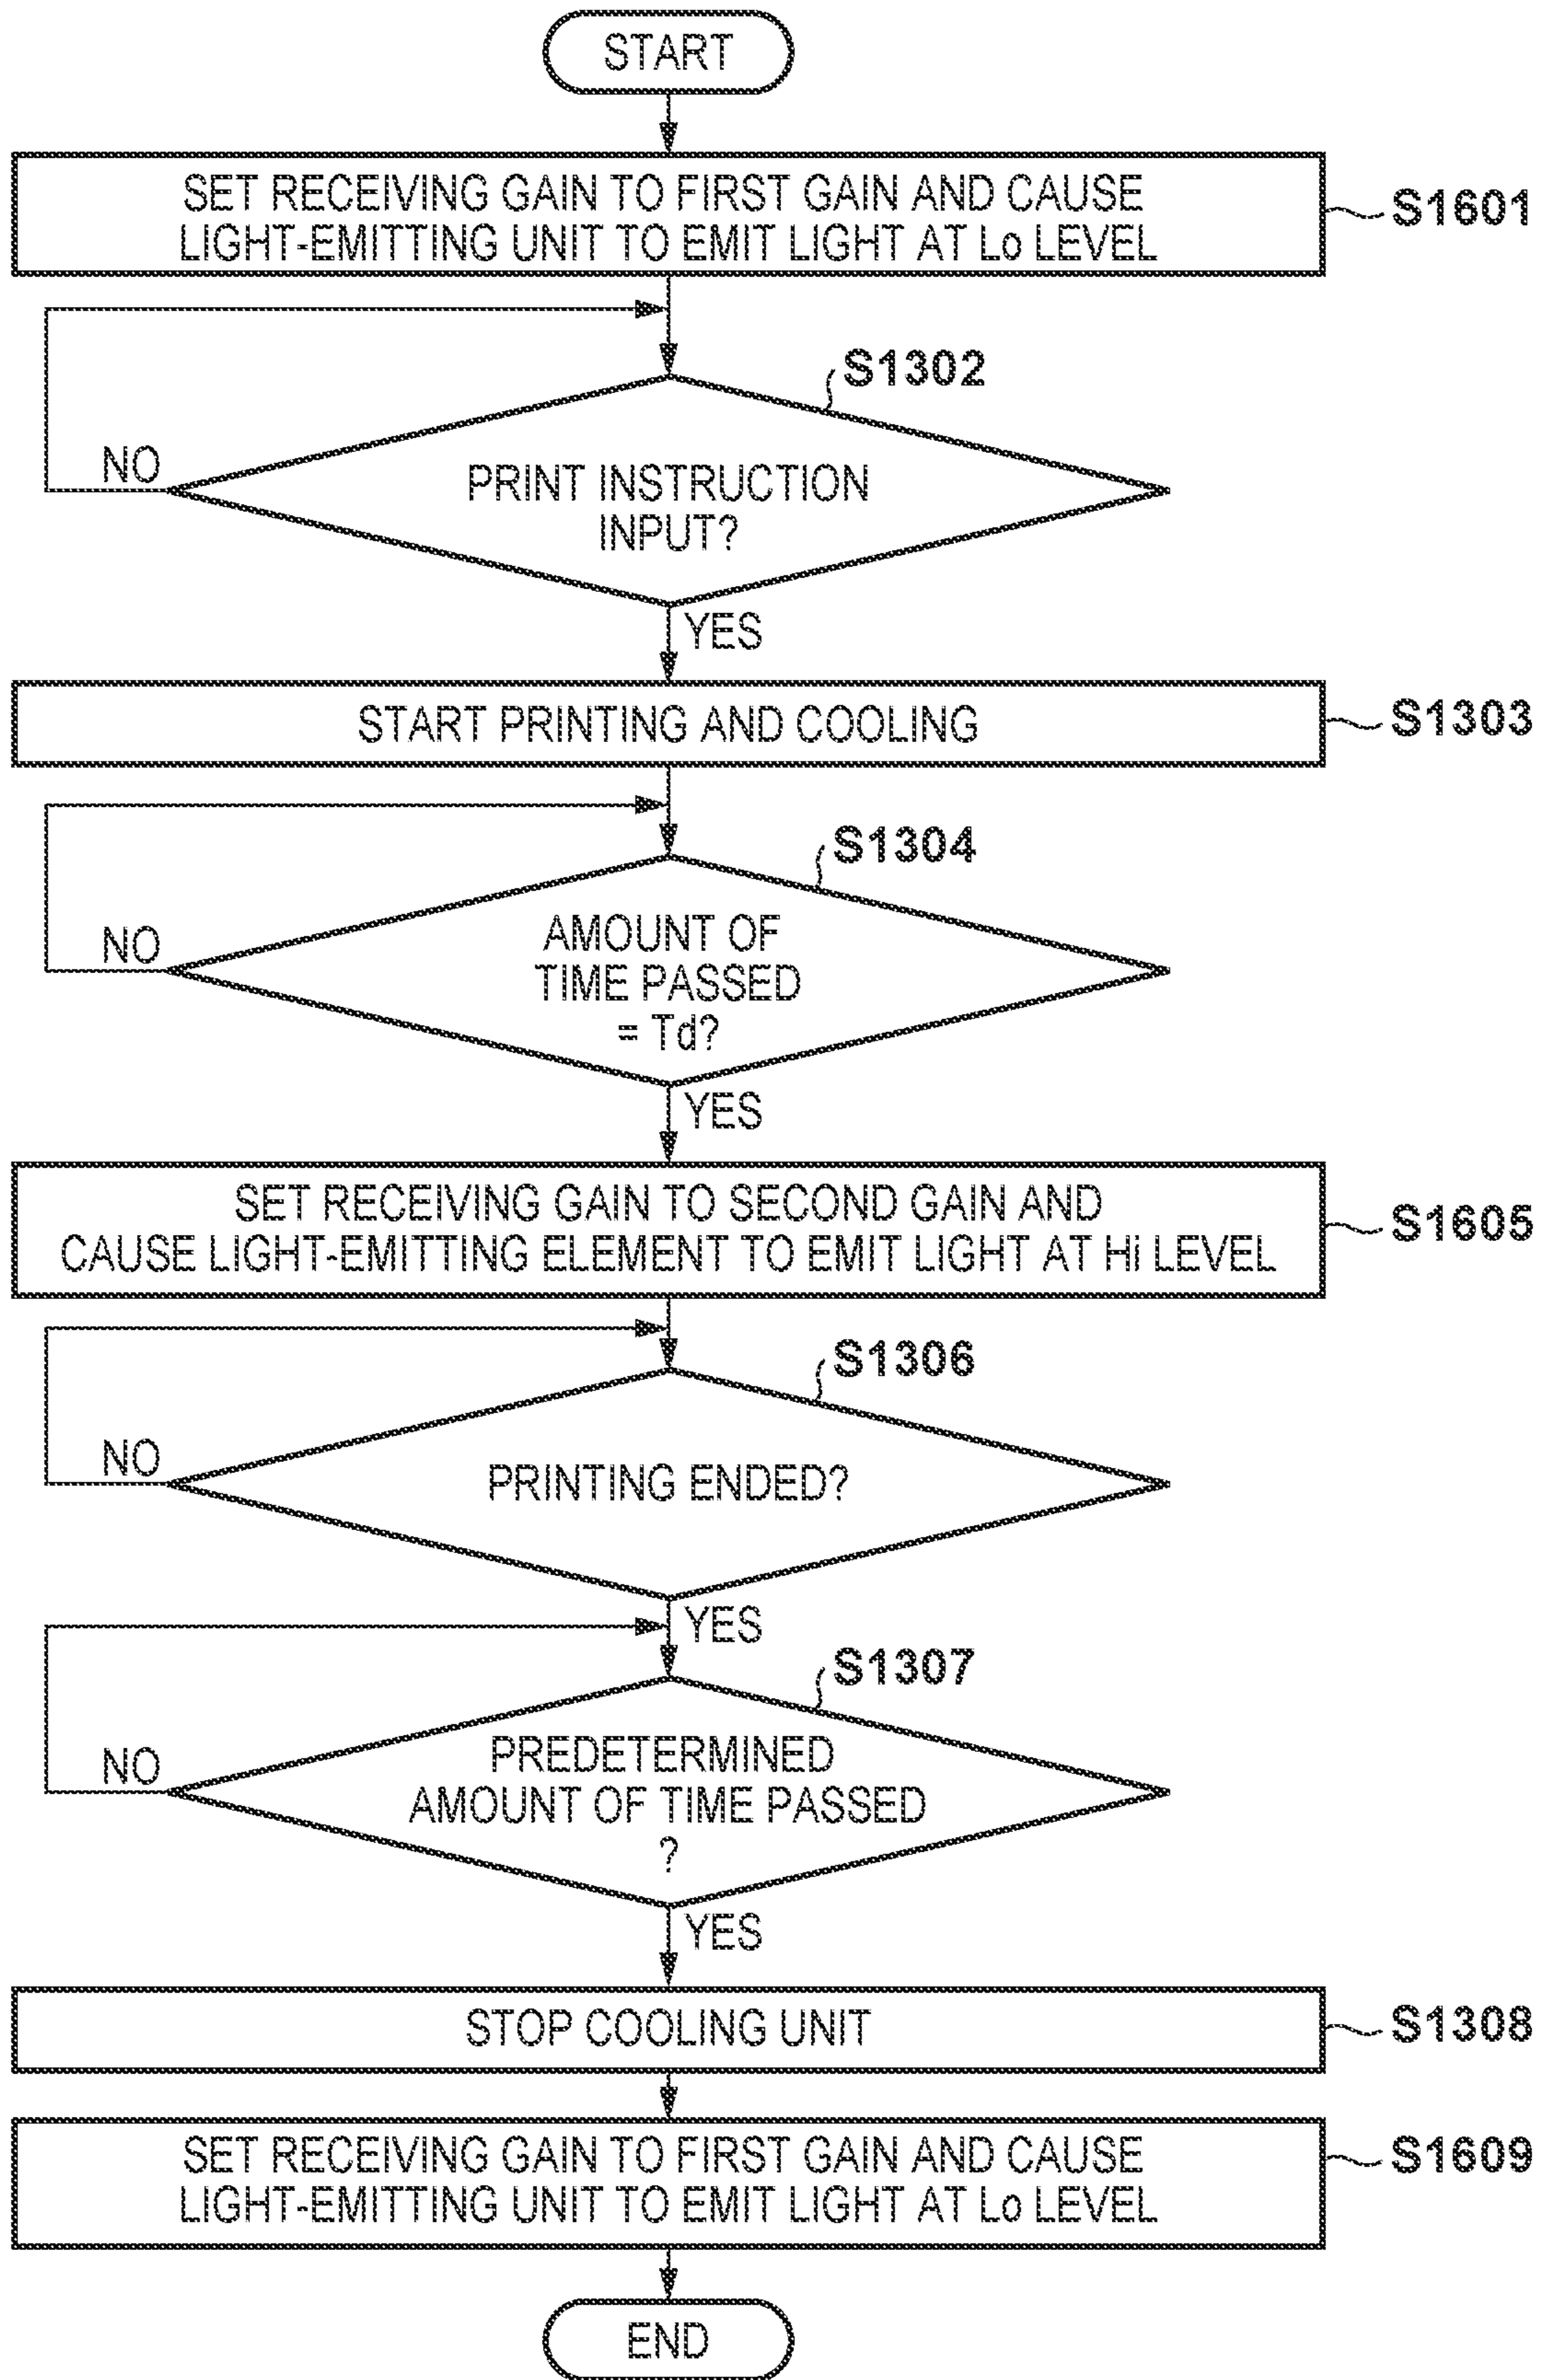 START
SET RECEIVING GAIN TO FIRST GAIN AND CAUSE
LIGHT-EMITTING UNIT TO EMIT LIGHT AT Lo LEVEL
S1601
S1302
NO
PRINT INSTRUCTION
INPUT?
YES
START PRINTING AND COOLING
S1303
S1304
NO
AMOUNT OF
TIME PASSED
= Td?
YES
SET RECEIVING GAIN TO SECOND GAIN AND
CAUSE LIGHT-EMITTING ELEMENT TO EMIT LIGHT AT Hi LEVEL
S1605
S1306
NO
PRINTING ENDED?
YES
S1307
NO
PREDETERMINED
AMOUNT OF TIME PASSED
?
YES
STOP COOLING UNIT
S1308
SET RECEIVING GAIN TO FIRST GAIN AND CAUSE
LIGHT-EMITTING UNIT TO EMIT LIGHT AT Lo LEVEL
S1609
END